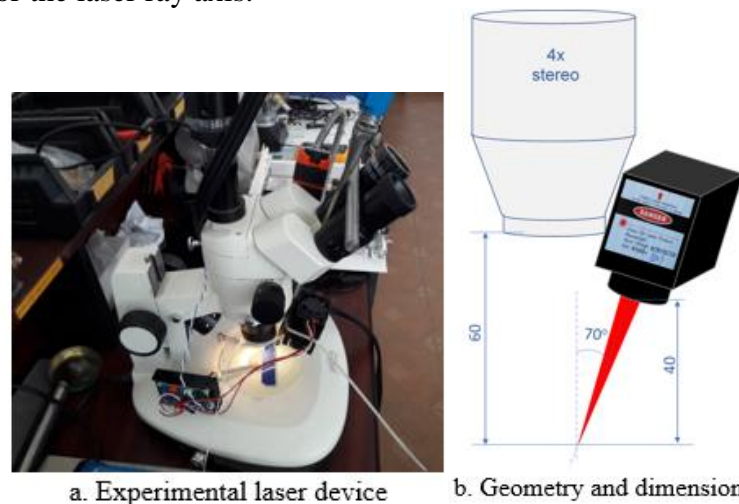 of the laser ray axis.
4x
stereo
DANGER
60
70°
40
a. Experimental laser device
b. Geometry and dimension